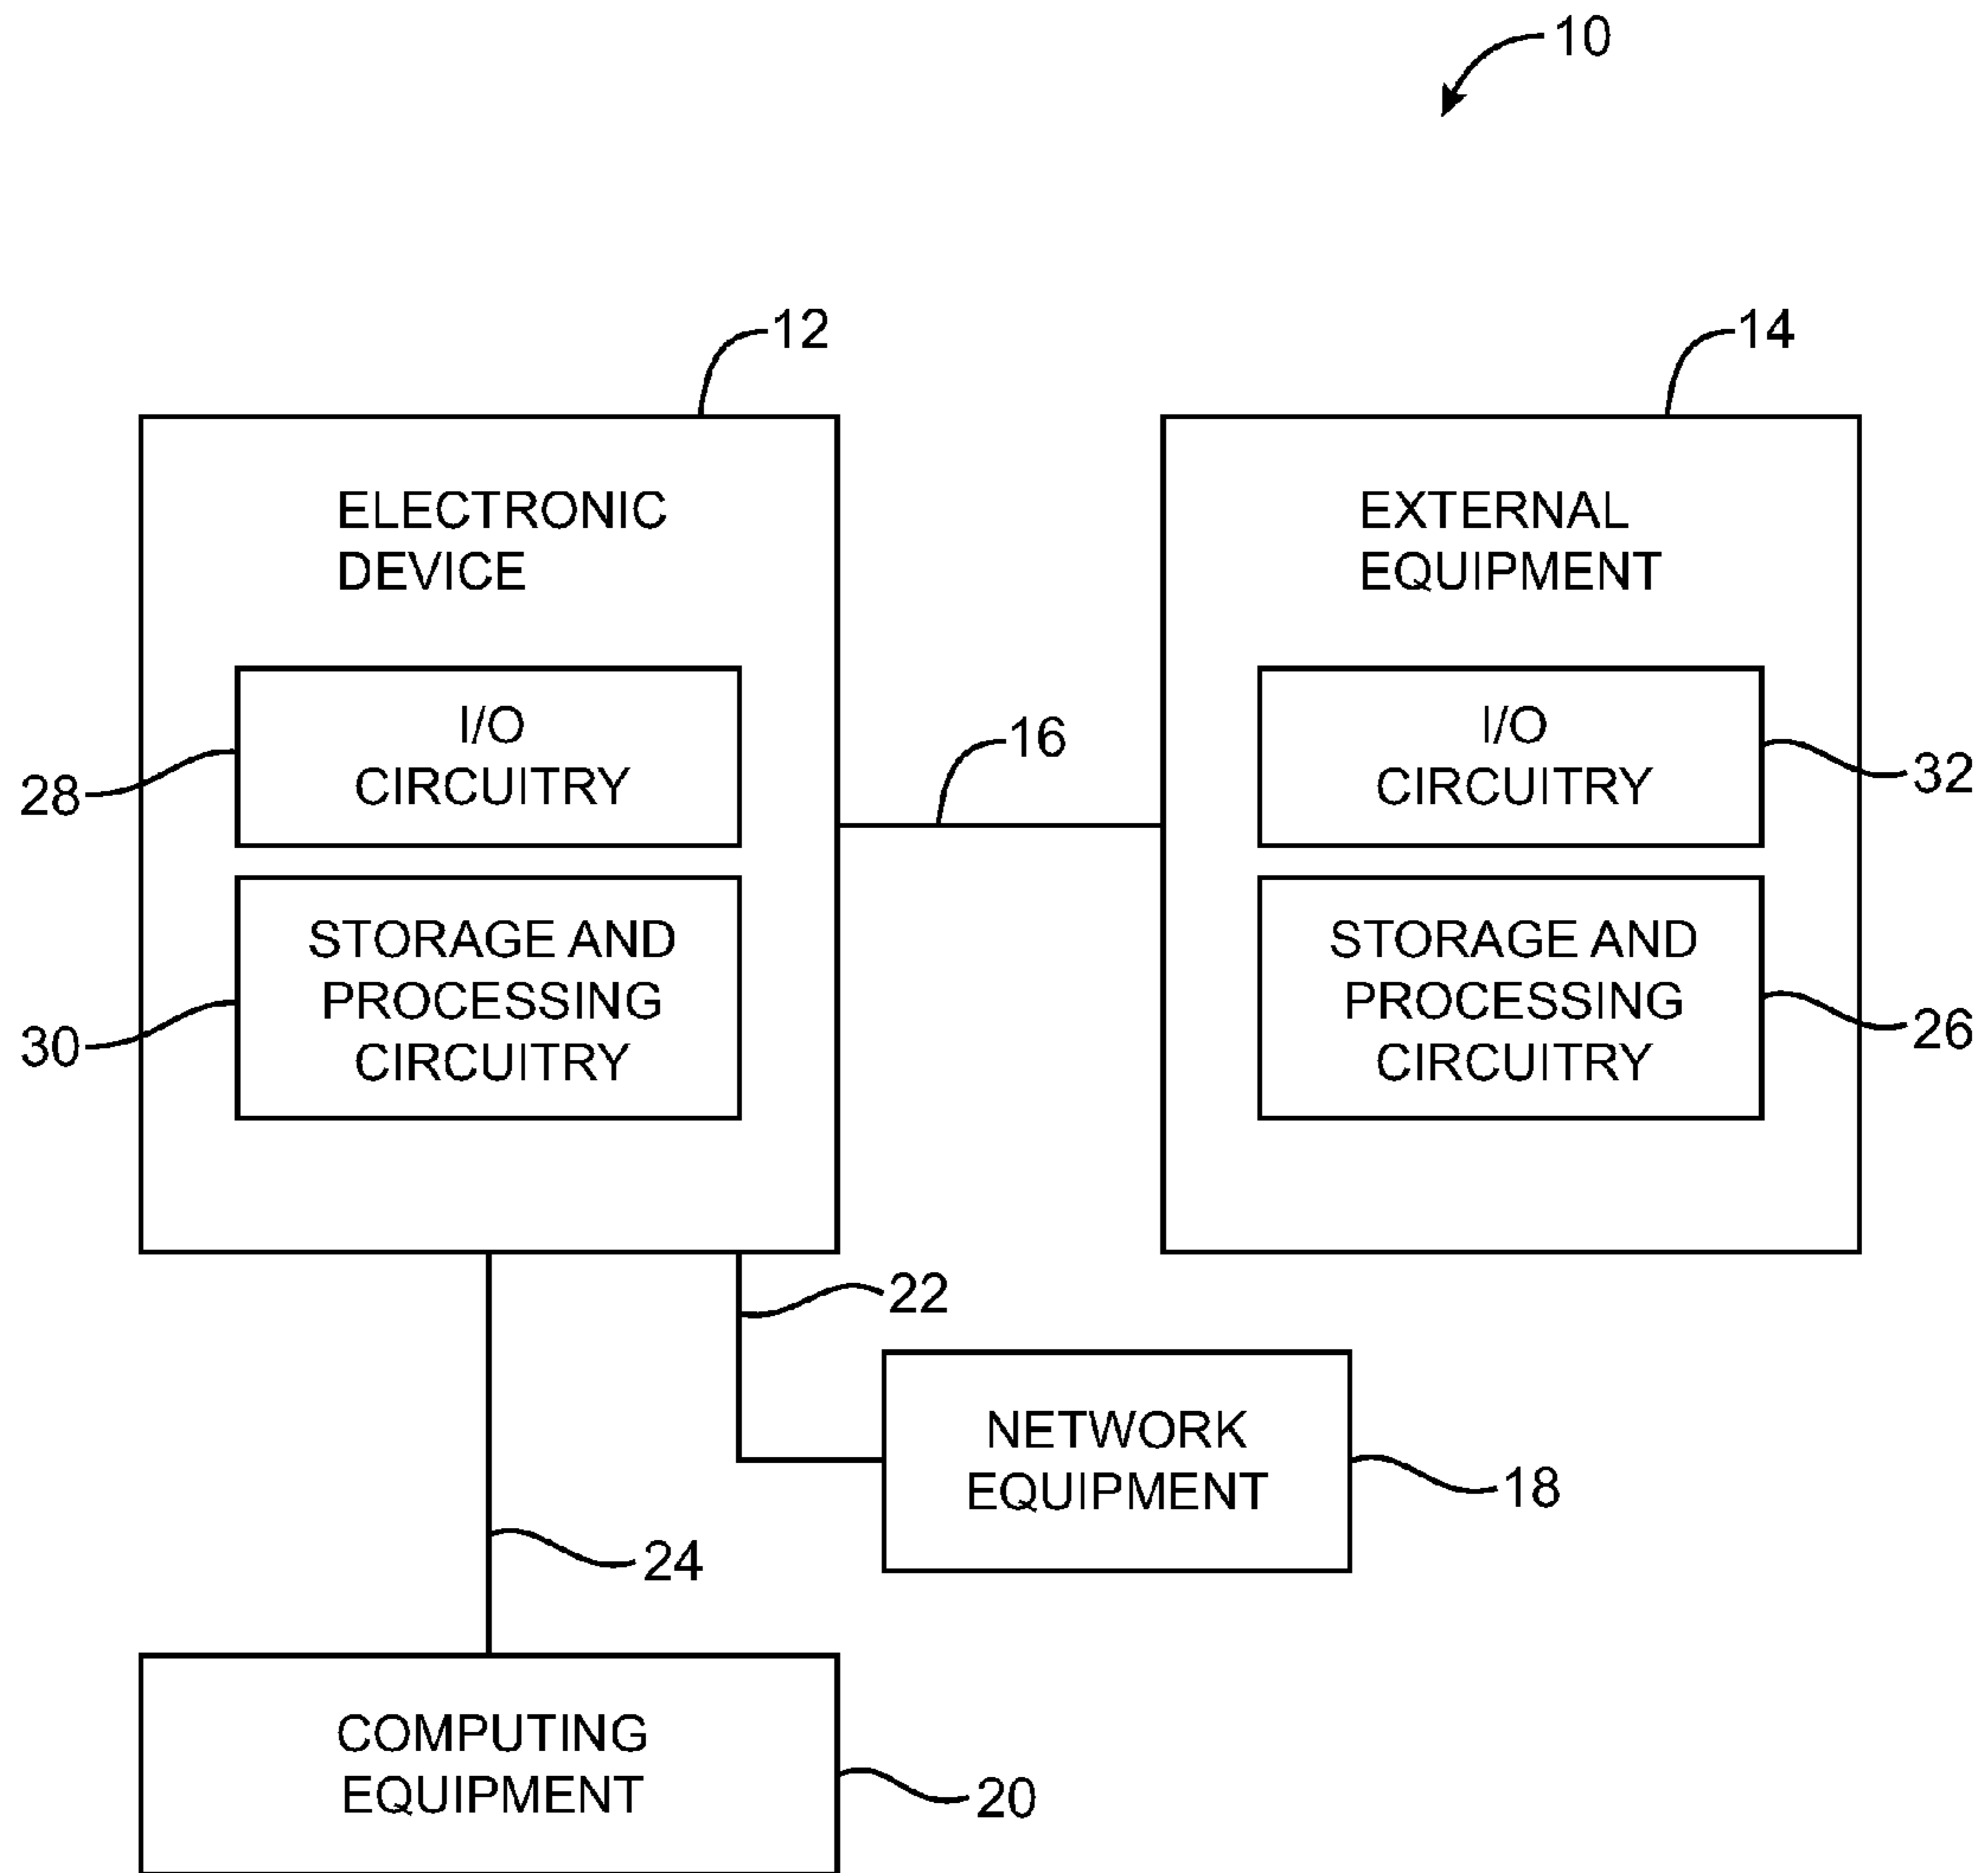 10
12
14
ELECTRONIC
DEVICE
EXTERNAL
EQUIPMENT
I/O
CIRCUITRY
28
16
I/O
CIRCUITRY
32
STORAGE AND
PROCESSING
CIRCUITRY
30
STORAGE AND
PROCESSING
CIRCUITRY
26
22
NETWORK
EQUIPMENT
18
24
COMPUTING
EQUIPMENT
20